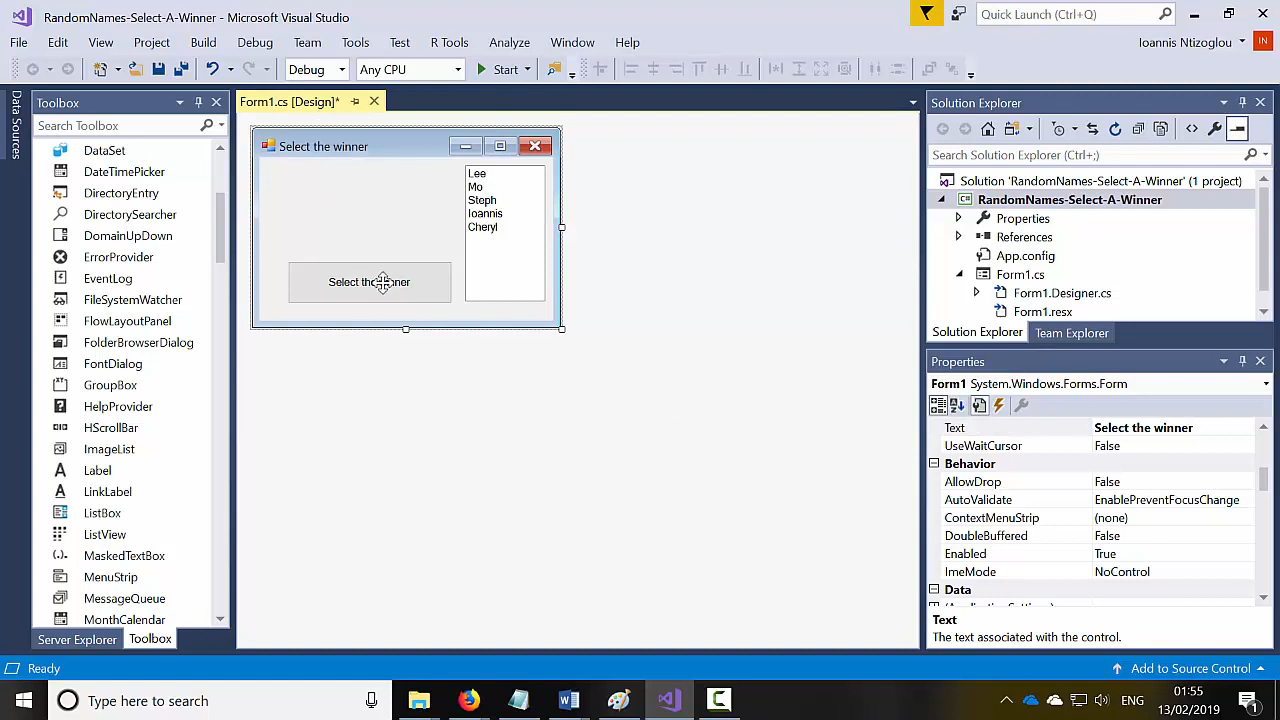 RandomNames-Select-A-Winner - Microsoft Visual Studio
Quick Launch (Ctrl+Q)
File Edit View Project Build Debug Team Tools Test R Tools Analyze Window Help
Ioannis Ntizoglou IN
Debug Any CPU Start
Data Sources
Toolbox
Search Toolbox
DataSet
DateTimePicker
DirectoryEntry
DirectorySearcher
DomainUpDown
ErrorProvider
EventLog
FileSystemWatcher
FlowLayoutPanel
FolderBrowserDialog
FontDialog
GroupBox
HelpProvider
HScrollBar
ImageList
Label
LinkLabel
ListBox
ListView
MaskedTextBox
MenuStrip
MessageQueue
MonthCalendar
Server Explorer Toolbox
Form1.cs [Design]*
Select the winner
Lee
Mo
Steph
Ioannis
Cheryl
Select the winner
Solution Explorer
Search Solution Explorer (Ctrl+;)
Solution 'RandomNames-Select-A-Winner' (1 project)
C# RandomNames-Select-A-Winner
Properties
References
App.config
Form1.cs
Form1.Designer.cs
Form1.resx
Solution Explorer Team Explorer
Properties
Form1 System.Windows.Forms.Form
Text Select the winner
UseWaitCursor False
Behavior
AllowDrop False
AutoValidate EnablePreventFocusChange
ContextMenuStrip (none)
DoubleBuffered False
Enabled True
ImeMode NoControl
Data
(ApplicationSettings)
Text
The text associated with the control.
Ready
Add to Source Control
Type here to search
ENG
01:55
13/02/2019
1